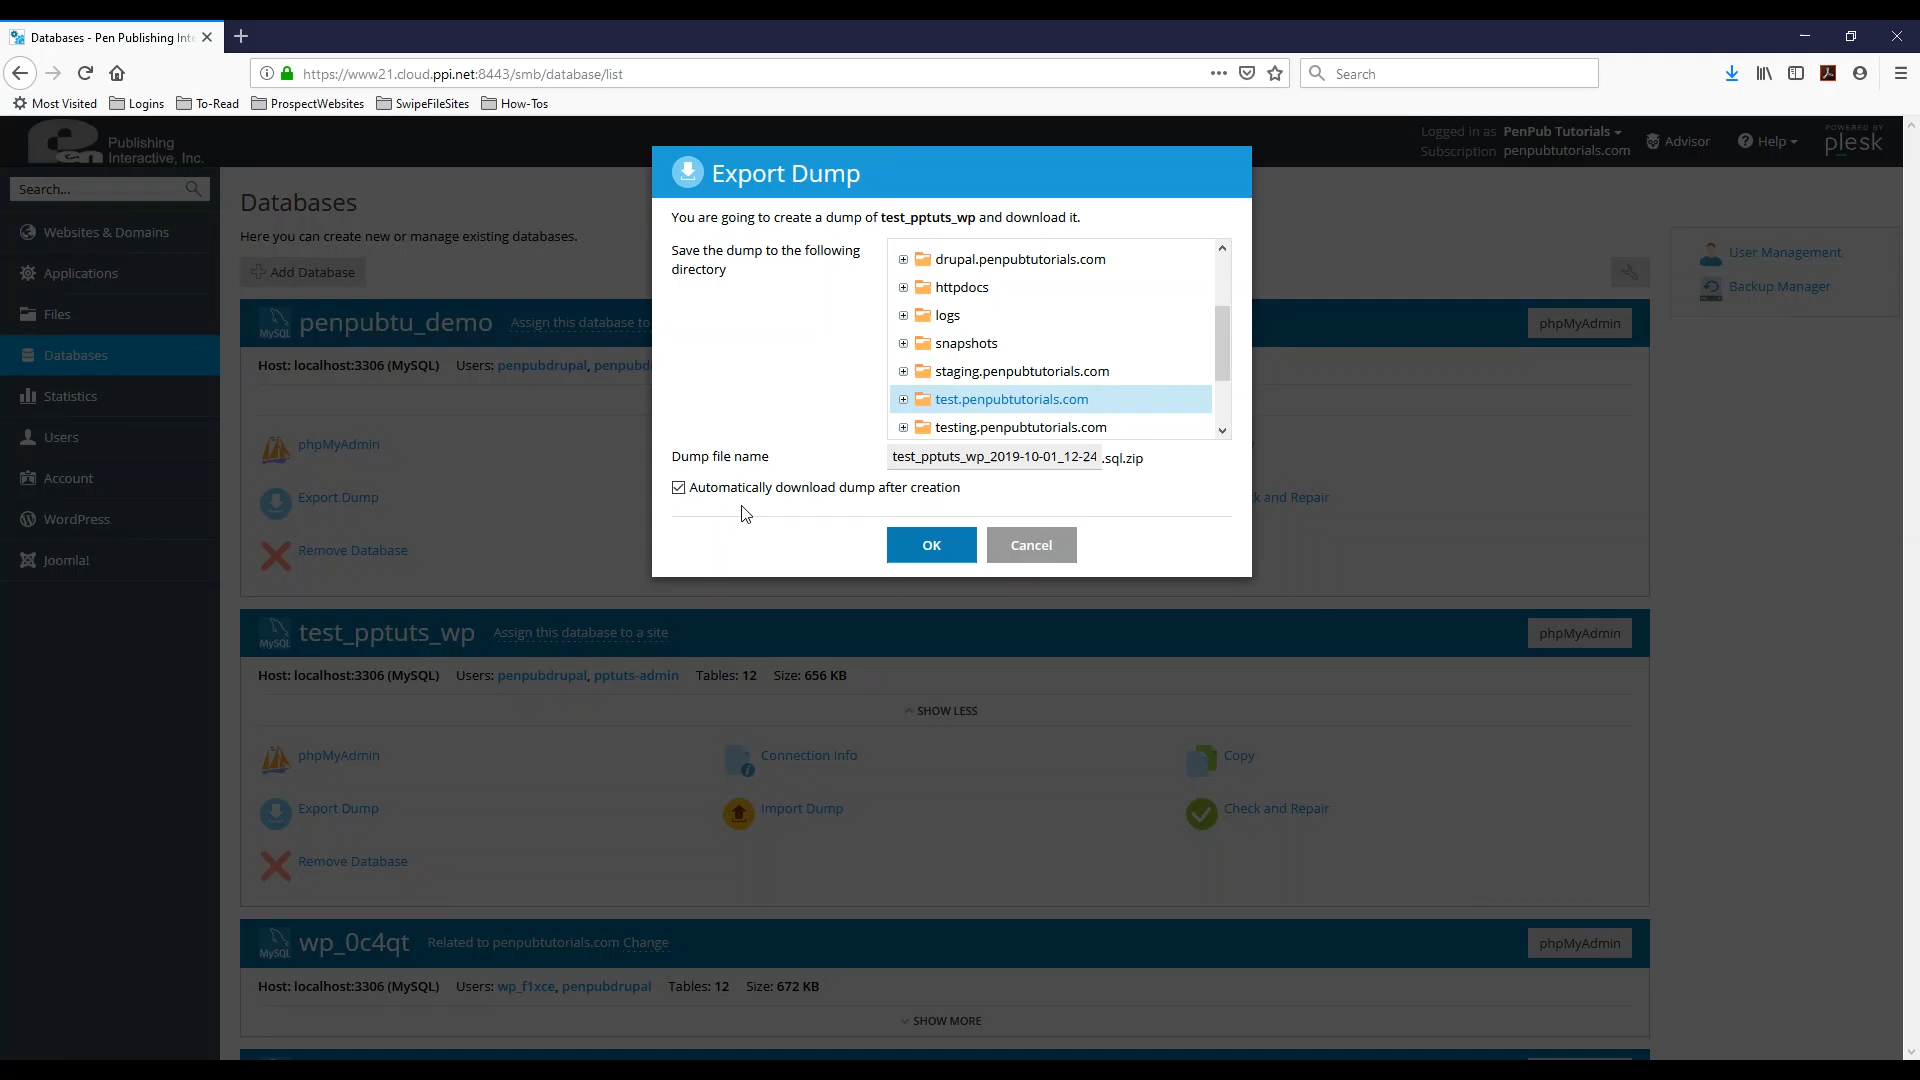 Databases - Pen Publishing Inte
https://www21.cloud.ppi.net:8443/smb/database/list
Search
Most Visited Logins To-Read ProspectWebsites SwipeFileSites How-Tos
Pen Publishing
Interactive, Inc.
Logged in as PenPub Tutorials
Subscription penpubtutorials.com
Advisor
Help
POWERED BY
plesk
Search...
Websites & Domains
Applications
Files
Databases
Statistics
Users
Account
WordPress
Joomla!
Databases
Here you can create new or manage existing databases.
Add Database
User Management
Backup Manager
MySQL penpubtu_demo Assign this database to phpMyAdmin
Host: localhost:3306 (MySQL) Users: penpubdrupal, penpubd
phpMyAdmin
Export Dump k and Repair
Remove Database
Export Dump
You are going to create a dump of test_pptuts_wp and download it.
Save the dump to the following
directory
drupal.penpubtutorials.com
httpdocs
logs
snapshots
staging.penpubtutorials.com
test.penpubtutorials.com
testing.penpubtutorials.com
Dump file name test_pptuts_wp_2019-10-01_12-24 .sql.zip
Automatically download dump after creation
OK Cancel
MySQL test_pptuts_wp Assign this database to a site phpMyAdmin
Host: localhost:3306 (MySQL) Users: penpubdrupal, pptuts-admin Tables: 12 Size: 656 KB
SHOW LESS
phpMyAdmin Connection Info Copy
Export Dump Import Dump Check and Repair
Remove Database
MySQL wp_0c4qt Related to penpubtutorials.com Change phpMyAdmin
Host: localhost:3306 (MySQL) Users: wp_f1xce, penpubdrupal Tables: 12 Size: 672 KB
SHOW MORE